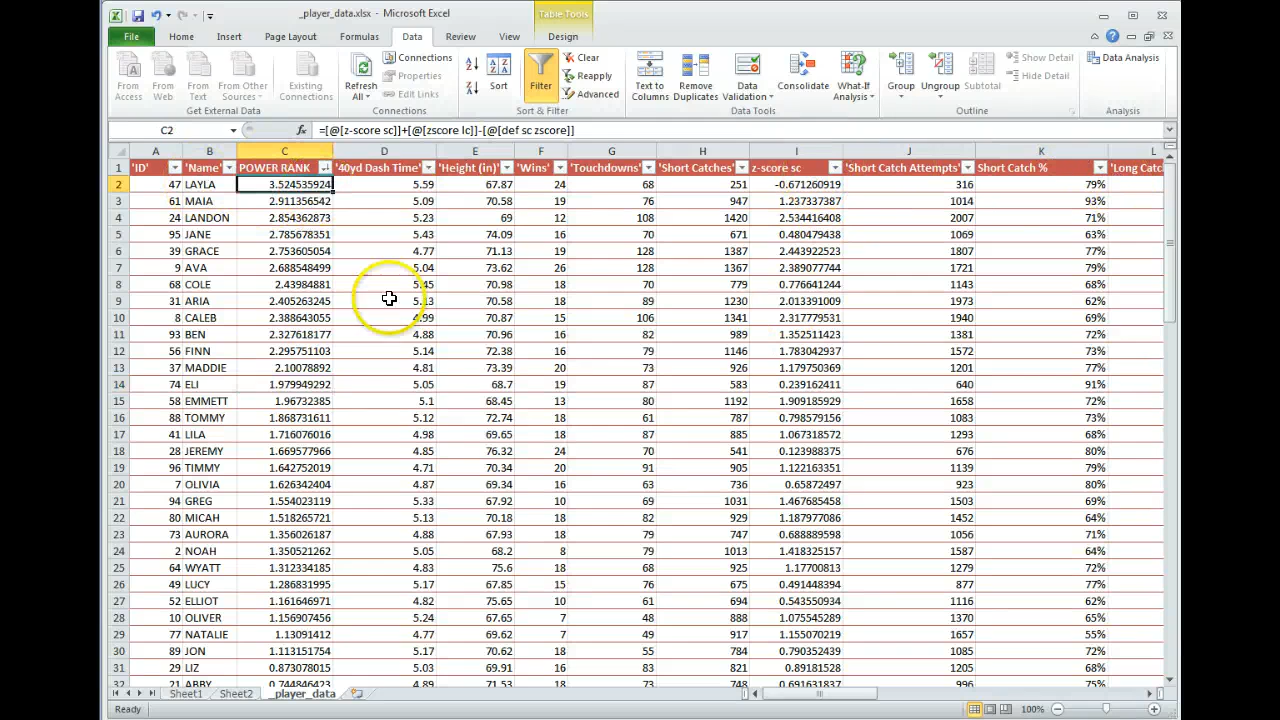 _player_data.xlsx - Microsoft Excel
Table Tools
File Home Insert Page Layout Formulas Data Review View Design
From Access From Web From Text From Other Sources Existing Connections Refresh All Connections Properties Edit Links Sort Filter Clear Reapply Advanced Text to Columns Remove Duplicates Data Validation Consolidate What-If Analysis Group Ungroup Subtotal Show Detail Hide Detail Data Analysis
Get External Data Connections Sort & Filter Data Tools Outline Analysis
C2 fx =[@[z-score sc]]+[@[zscore lc]]-[@[def sc zscore]]
A B C D E F G H I J K L
1 'ID' 'Name' POWER RANK '40yd Dash Time' 'Height (in)' 'Wins' 'Touchdowns' 'Short Catches' z-score sc 'Short Catch Attempts' Short Catch % 'Long Catc
2 47 LAYLA 3.524535924 5.59 67.87 24 68 251 -0.671260919 316 79%
3 61 MAIA 2.911356542 5.09 70.58 19 76 947 1.237337387 1014 93%
4 24 LANDON 2.854362873 5.23 69 12 108 1420 2.534416408 2007 71%
5 95 JANE 2.785678351 5.43 74.09 16 70 671 0.480479438 1069 63%
6 39 GRACE 2.753605054 4.77 71.13 19 128 1387 2.443922523 1807 77%
7 9 AVA 2.688548499 5.04 73.62 26 128 1367 2.389077744 1721 79%
8 68 COLE 2.43984881 5.45 70.98 18 70 779 0.776641244 1143 68%
9 31 ARIA 2.405263245 5.13 70.58 18 89 1230 2.013391009 1973 62%
10 8 CALEB 2.388643055 4.99 70.87 15 106 1341 2.317779531 1940 69%
11 93 BEN 2.327618177 4.88 70.96 16 82 989 1.352511423 1381 72%
12 56 FINN 2.295751103 5.14 72.38 16 79 1146 1.783042937 1572 73%
13 37 MADDIE 2.10078892 4.81 73.39 20 73 926 1.179750369 1201 77%
14 74 ELI 1.979949292 5.05 68.7 19 87 583 0.239162411 640 91%
15 58 EMMETT 1.96732385 5.1 68.45 13 80 1192 1.909185929 1658 72%
16 88 TOMMY 1.868731611 5.12 72.74 18 61 787 0.798579156 1083 73%
17 41 LILA 1.716076016 4.98 69.65 18 87 885 1.067318572 1293 68%
18 28 JEREMY 1.669577966 4.85 76.32 24 70 541 0.123988375 676 80%
19 96 TIMMY 1.642752019 4.71 70.34 20 91 905 1.122163351 1139 79%
20 7 OLIVIA 1.626342404 4.87 69.34 16 63 736 0.65872497 923 80%
21 94 GREG 1.554023119 5.33 67.92 10 69 1031 1.467685458 1503 69%
22 80 MICAH 1.518265721 5.13 70.18 18 82 929 1.187977086 1452 64%
23 73 AURORA 1.356026187 4.88 67.93 18 79 747 0.688898598 1056 71%
24 2 NOAH 1.350521262 5.05 68.2 8 79 1013 1.418325157 1587 64%
25 64 WYATT 1.312334185 4.83 75.6 18 68 925 1.17700813 1279 72%
26 49 LUCY 1.286831995 5.17 67.85 15 76 675 0.491448394 877 77%
27 52 ELLIOT 1.161646971 4.82 75.65 10 61 694 0.543550934 1116 62%
28 10 OLIVER 1.156907456 5.24 67.65 7 48 888 1.075545286 1370 65%
29 77 NATALIE 1.13091412 4.77 69.62 7 49 917 1.155070219 1657 55%
30 89 JON 1.113151754 5.17 70.62 18 55 784 0.790352439 1085 72%
31 29 LIZ 0.873078015 5.03 69.91 16 83 821 0.89181528 1205 68%
32 21 ABBY 0.744846423 4.89 71.53 18 73 748 0.691631837 996 75%
Sheet1 Sheet2 _player_data
Ready 100%